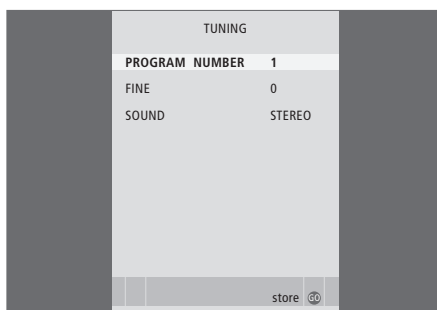 TUNING
PROGRAM NUMBER 1
FINE 0
SOUND STEREO
store GO